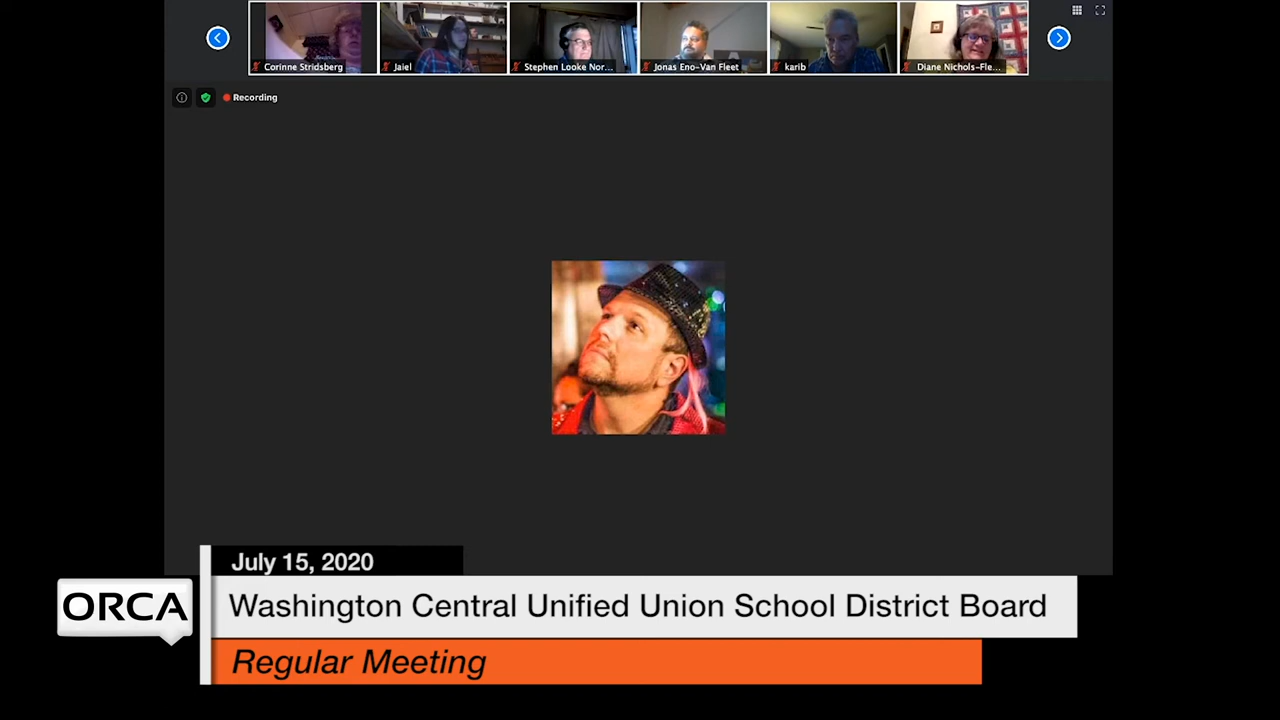 Corinne Stridsberg
Jaiel
Stephen Looke Nor...
Jonas Eno-Van Fleet
karib
Diane Nichols-Fle...
Recording
July 15, 2020
ORCA
Washington Central Unified Union School District Board
Regular Meeting